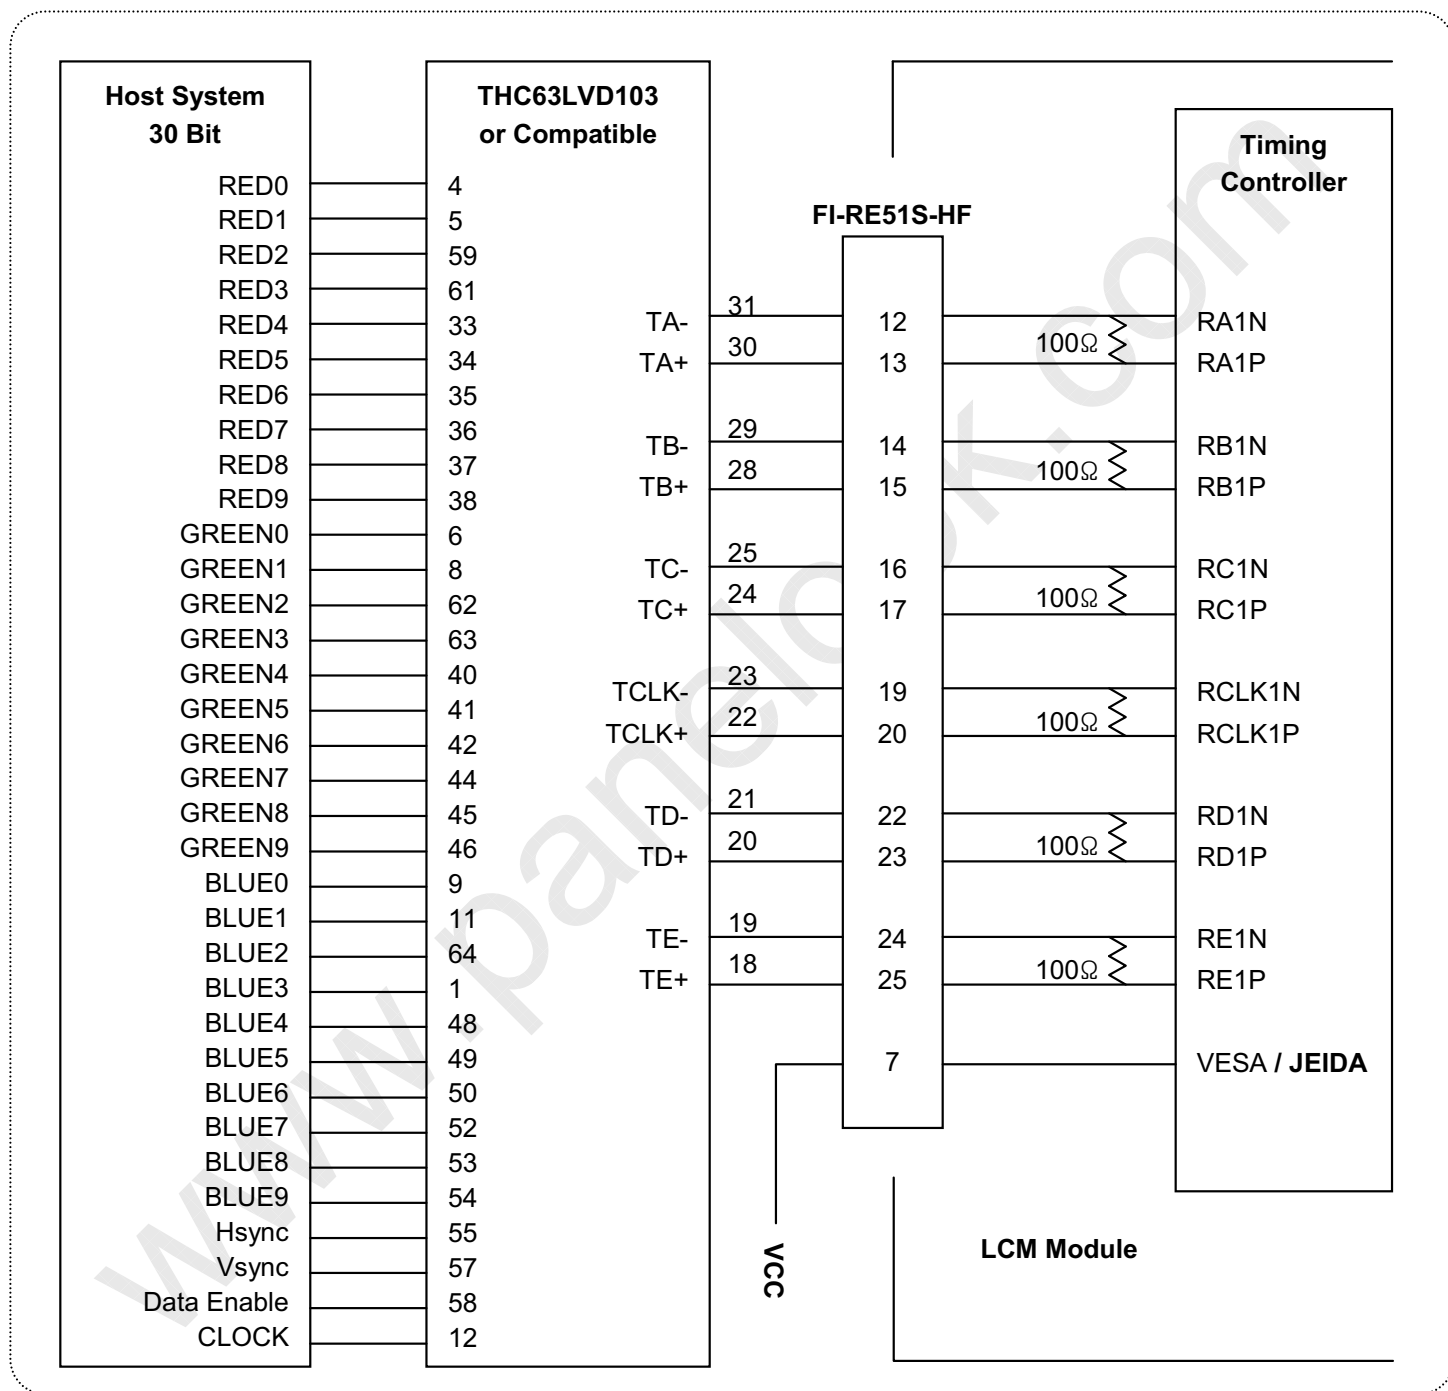 Host System
30 Bit
RED0
RED1
RED2
RED3
RED4
RED5
RED6
RED7
RED8
RED9
GREEN0
GREEN1
GREEN2
GREEN3
GREEN4
GREEN5
GREEN6
GREEN7
GREEN8
GREEN9
BLUE0
BLUE1
BLUE2
BLUE3
BLUE4
BLUE5
BLUE6
BLUE7
BLUE8
BLUE9
Hsync
Vsync
Data Enable
CLOCK
THC63LVD103
or Compatible
4
5
59
61
33
34
35
36
37
38
6
8
62
63
40
41
42
44
45
46
9
11
64
1
48
49
50
52
53
54
55
57
58
12
TA-
TA+
TB-
TB+
TC-
TC+
TCLK-
TCLK+
TD-
TD+
TE-
TE+
31
30
29
28
25
24
23
22
21
20
19
18
FI-RE51S-HF
12
13
14
15
16
17
19
20
22
23
24
25
7
VCC
100Ω
100Ω
100Ω
100Ω
100Ω
100Ω
Timing
Controller
RA1N
RA1P
RB1N
RB1P
RC1N
RC1P
RCLK1N
RCLK1P
RD1N
RD1P
RE1N
RE1P
VESA / JEIDA
LCM Module
www.panelook.com